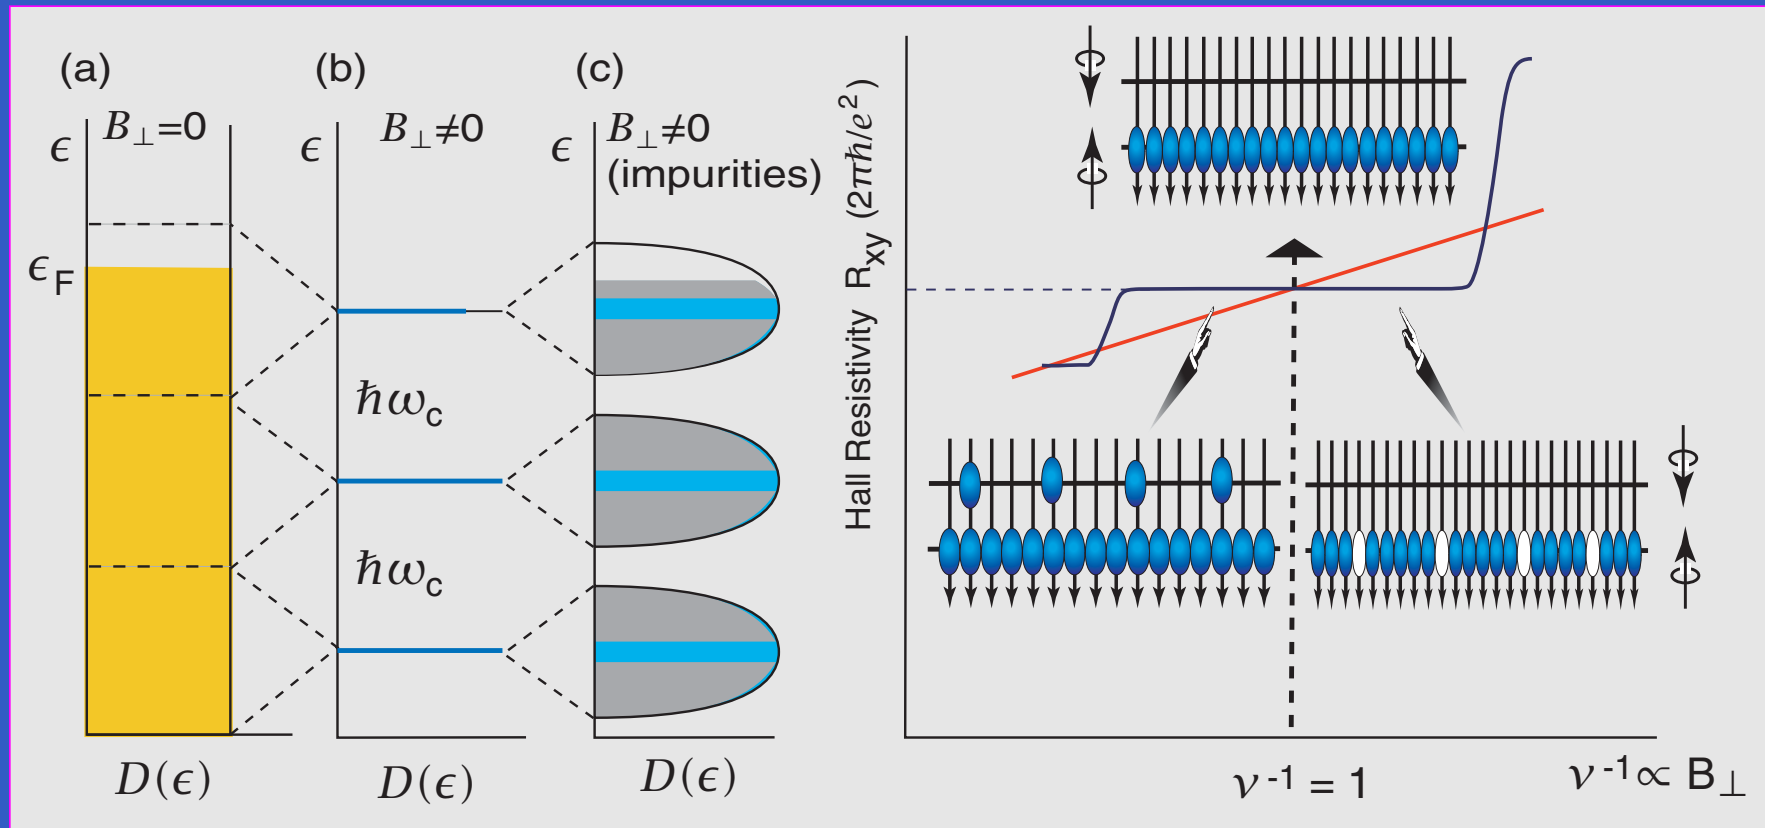 (a)
B⊥=0
ϵ
ϵF
D(ϵ)
(b)
B⊥≠0
ϵ
ħωc
ħωc
D(ϵ)
(c)
B⊥≠0
(impurities)
ϵ
D(ϵ)
Hall Resistivity Rxy (2πħ/e²)
ν⁻¹ = 1
ν⁻¹∝ B⊥